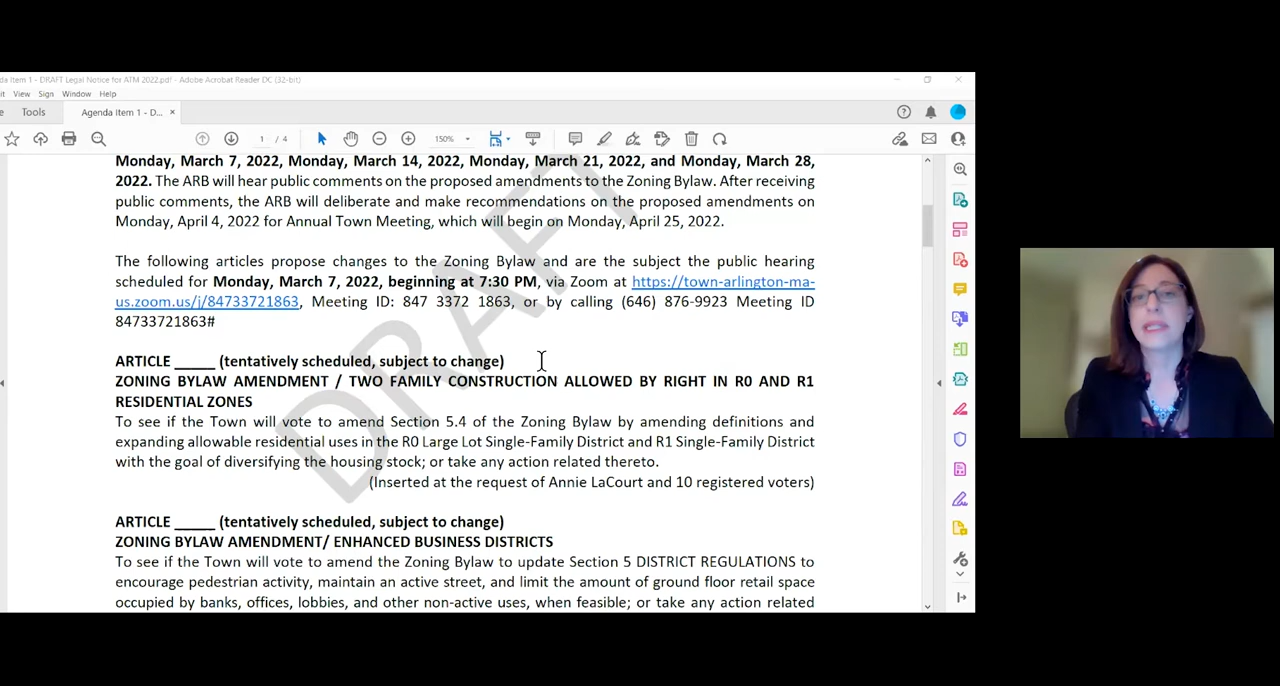 da Item 1 - DRAFT Legal Notice for ATM 2022.pdf - Adobe Acrobat Reader DC (32-bit)
it View Sign Window Help
Tools Agenda Item 1 - D... ×
1 / 4 150%
Monday, March 7, 2022, Monday, March 14, 2022, Monday, March 21, 2022, and Monday, March 28,
2022. The ARB will hear public comments on the proposed amendments to the Zoning Bylaw. After receiving
public comments, the ARB will deliberate and make recommendations on the proposed amendments on
Monday, April 4, 2022 for Annual Town Meeting, which will begin on Monday, April 25, 2022.
The following articles propose changes to the Zoning Bylaw and are the subject the public hearing
scheduled for Monday, March 7, 2022, beginning at 7:30 PM, via Zoom at https://town-arlington-ma-
us.zoom.us/j/84733721863, Meeting ID: 847 3372 1863, or by calling (646) 876-9923 Meeting ID
84733721863#
ARTICLE _____ (tentatively scheduled, subject to change)
ZONING BYLAW AMENDMENT / TWO FAMILY CONSTRUCTION ALLOWED BY RIGHT IN R0 AND R1
RESIDENTIAL ZONES
To see if the Town will vote to amend Section 5.4 of the Zoning Bylaw by amending definitions and
expanding allowable residential uses in the R0 Large Lot Single-Family District and R1 Single-Family District
with the goal of diversifying the housing stock; or take any action related thereto.
(Inserted at the request of Annie LaCourt and 10 registered voters)
ARTICLE _____ (tentatively scheduled, subject to change)
ZONING BYLAW AMENDMENT/ ENHANCED BUSINESS DISTRICTS
To see if the Town will vote to amend the Zoning Bylaw to update Section 5 DISTRICT REGULATIONS to
encourage pedestrian activity, maintain an active street, and limit the amount of ground floor retail space
occupied by banks, offices, lobbies, and other non-active uses, when feasible; or take any action related
DRAFT